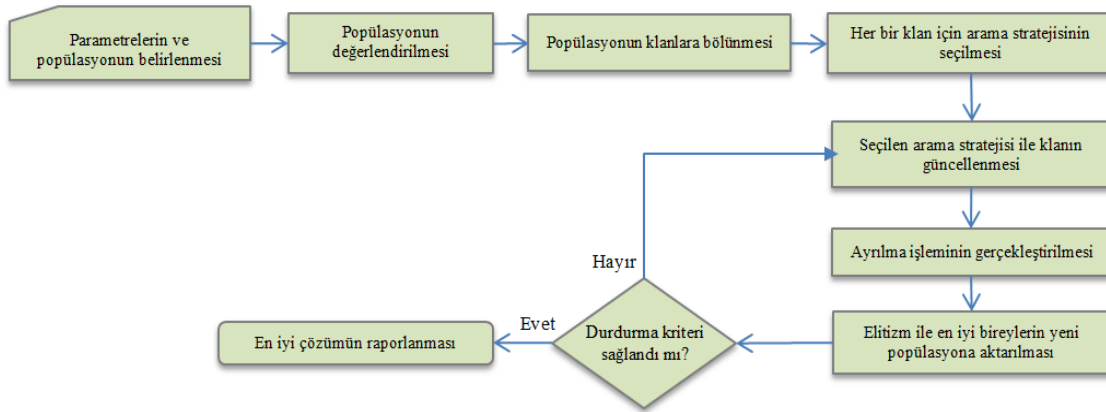 Parametrelerin ve
popülasyonun belirlenmesi
Popülasyonun
değerlendirilmesi
Popülasyonun klanlara bölünmesi
Her bir klan için arama stratejisinin
seçilmesi
Seçilen arama stratejisi ile klanın
güncellenmesi
Ayrılma işleminin gerçekleştirilmesi
Elitizm ile en iyi bireylerin yeni
popülasyona aktarılması
Durdurma kriteri
sağlandı mı?
Hayır
Evet
En iyi çözümün raporlanması